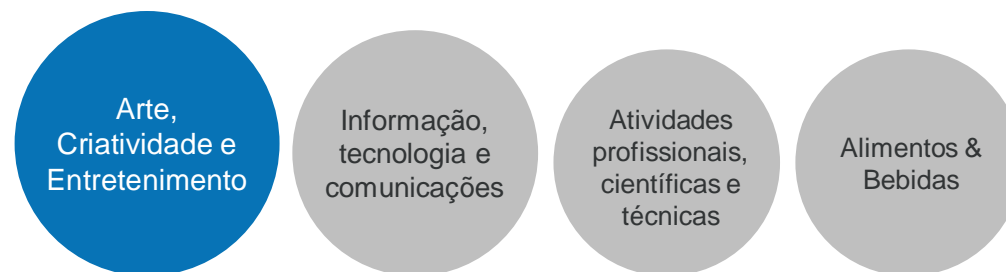 Arte,
Criatividade e
Entretenimento
Informação,
tecnologia e
comunicações
Atividades
profissionais,
científicas e
técnicas
Alimentos &
Bebidas